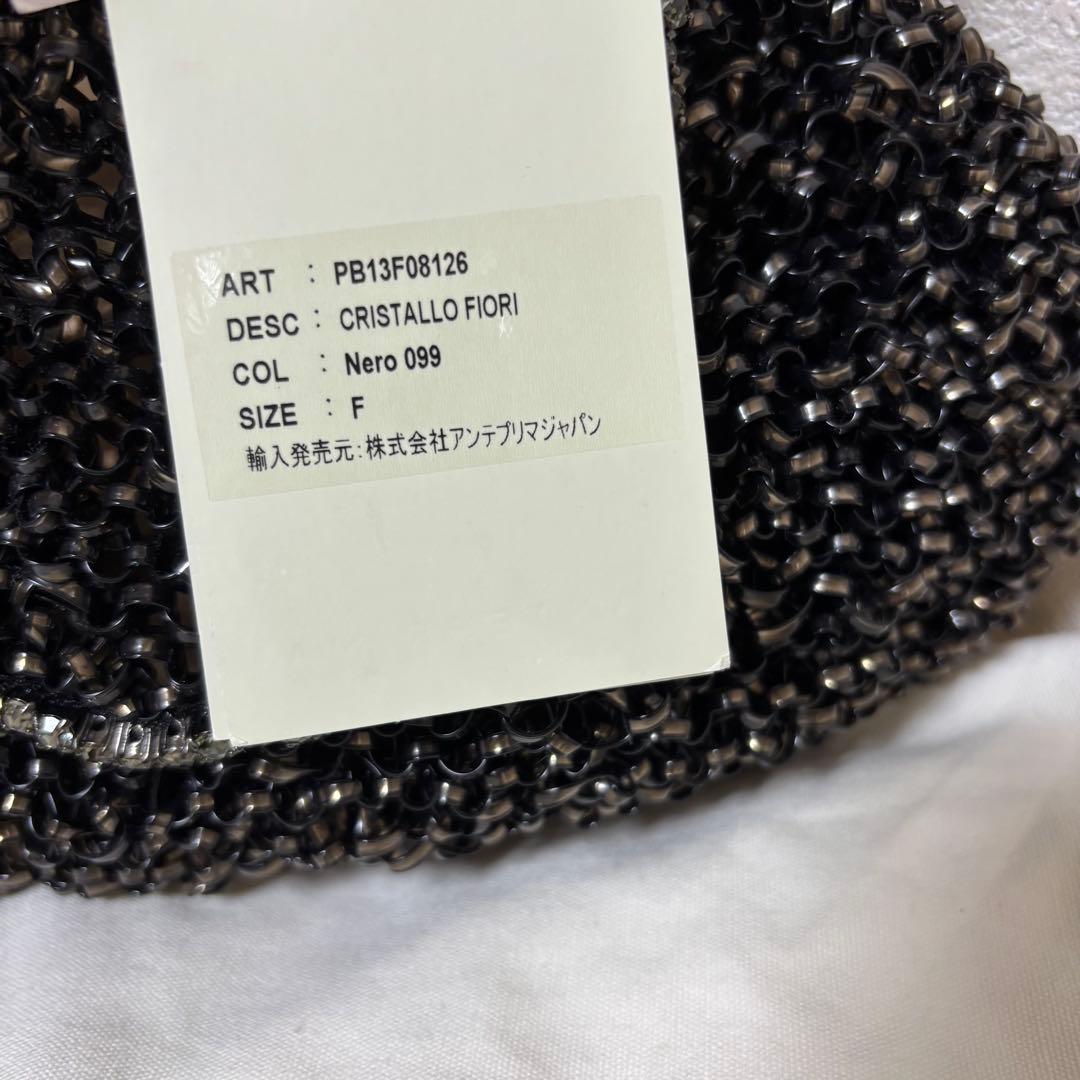 ART : PB13F08126
DESC : CRISTALLO FIORI
COL : Nero 099
SIZE : F
輸入発売元:株式会社アンテプリマジャパン